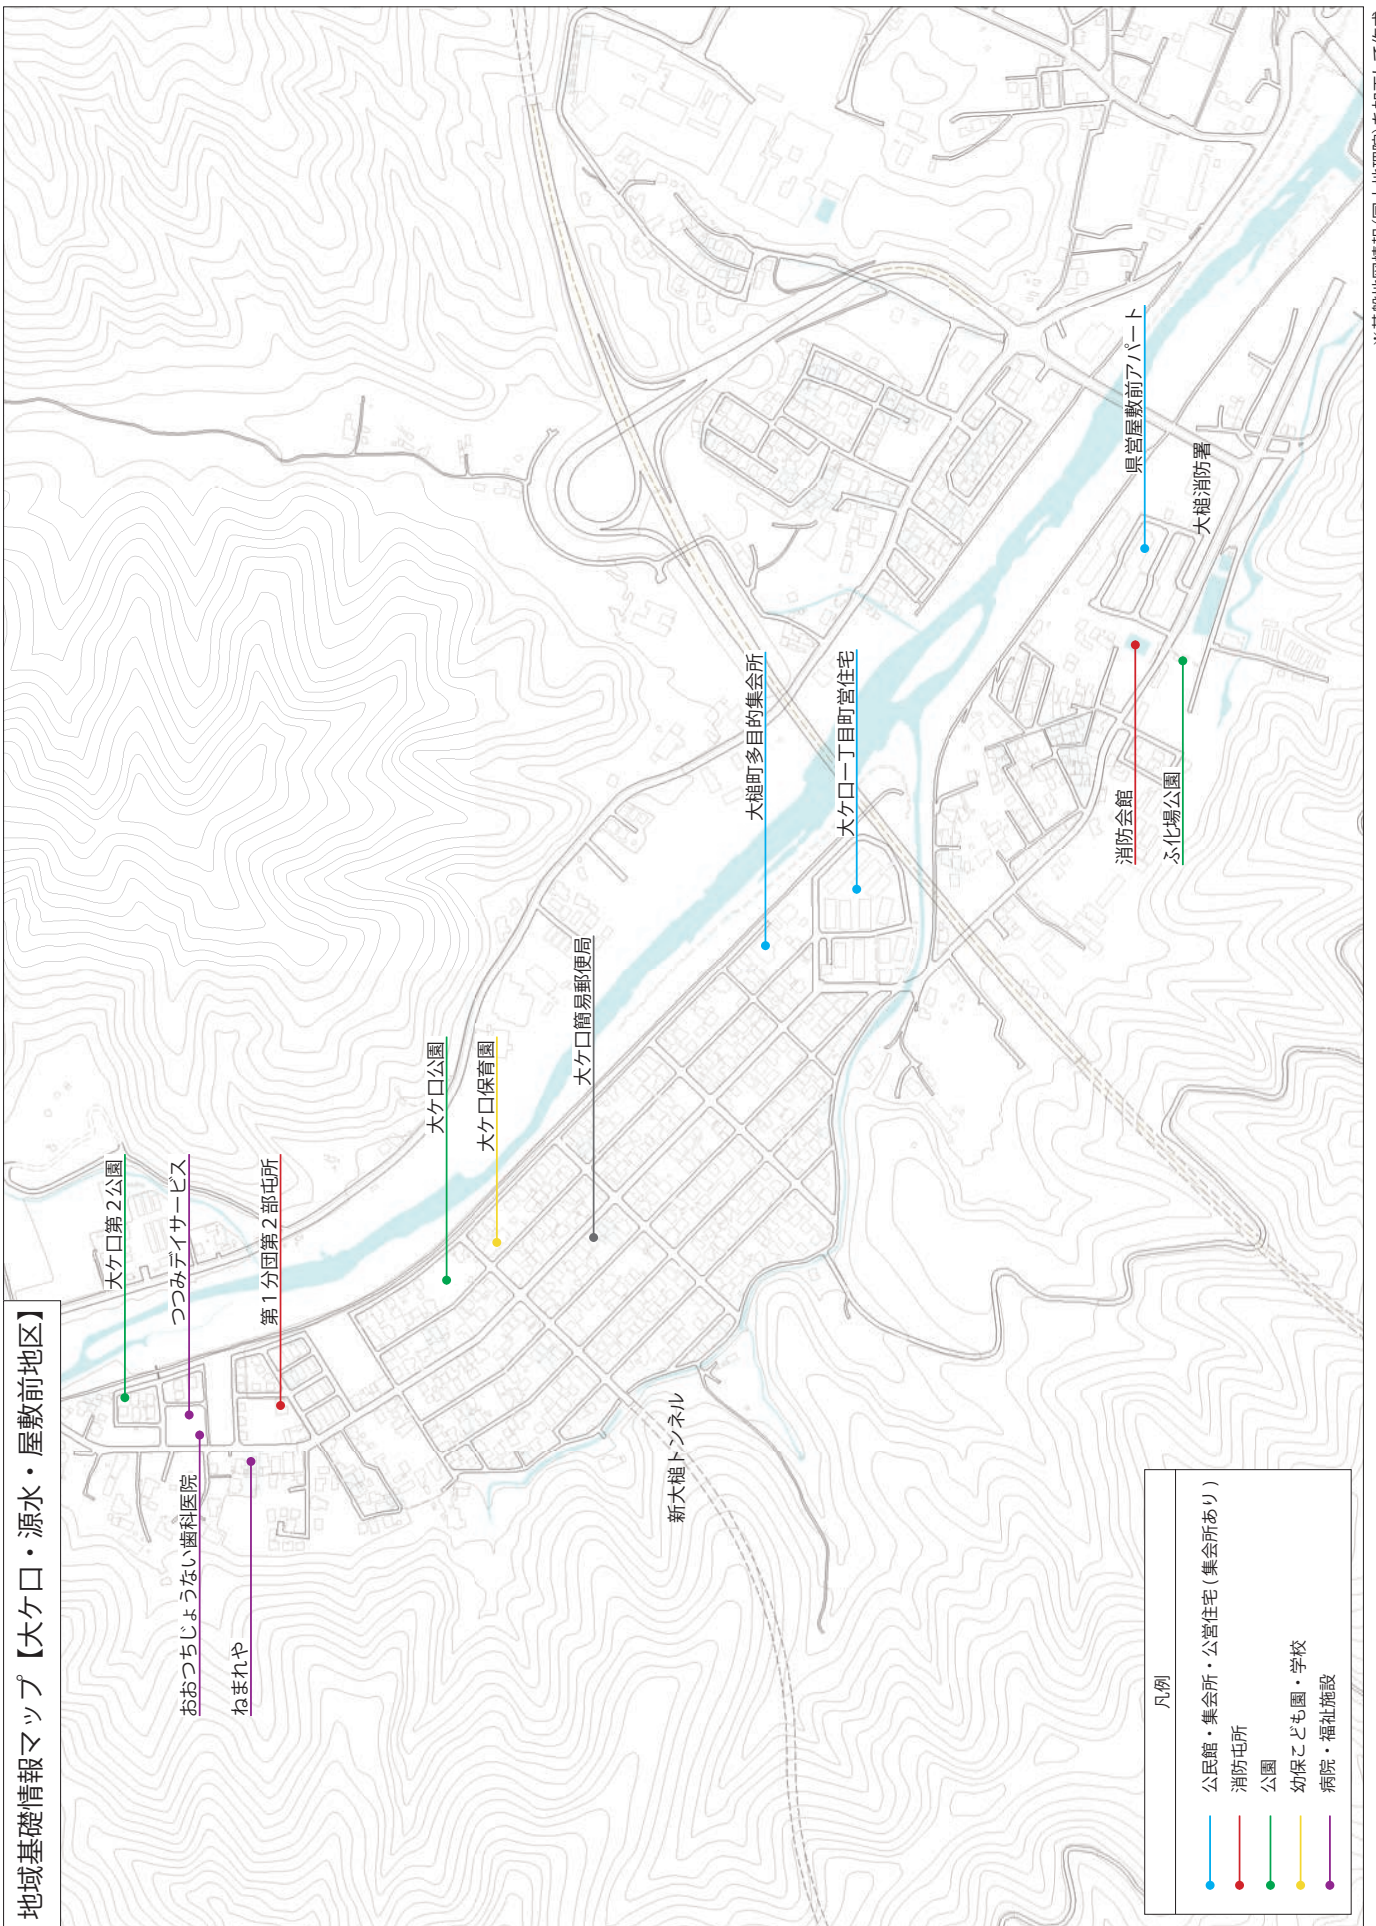 地域基礎情報マップ【大ケ口・源水・屋敷前地区】
大ケ口第2公園
つつみデイサービス
おおつちじょうない歯科医院
ねまれや
第1分団第2部屯所
大ケ口公園
大ケ口保育園
大ケ口簡易郵便局
新大槌トンネル
大槌町多目的集会所
大ケ口一丁目町営住宅
消防会館
ふ化場公園
県営屋敷前アパート
大槌消防署
凡例
公民館・集会所・公営住宅(集会所あり)
消防屯所
公園
幼保こども園・学校
病院・福祉施設